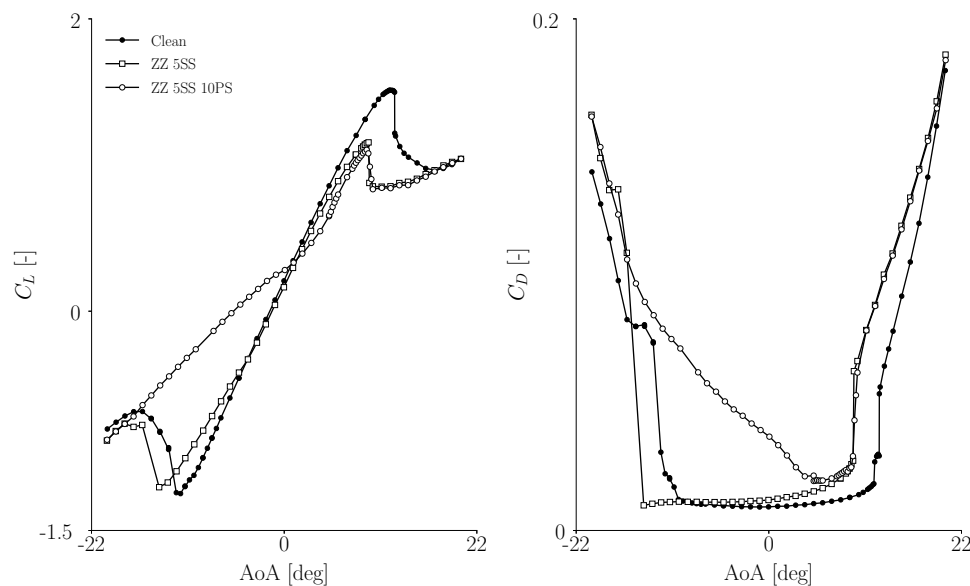 2
0
-1.5
-22
0
22
AoA [deg]
C_L [-]
Clean
ZZ 5SS
ZZ 5SS 10PS
0.2
0
-22
0
22
AoA [deg]
C_D [-]